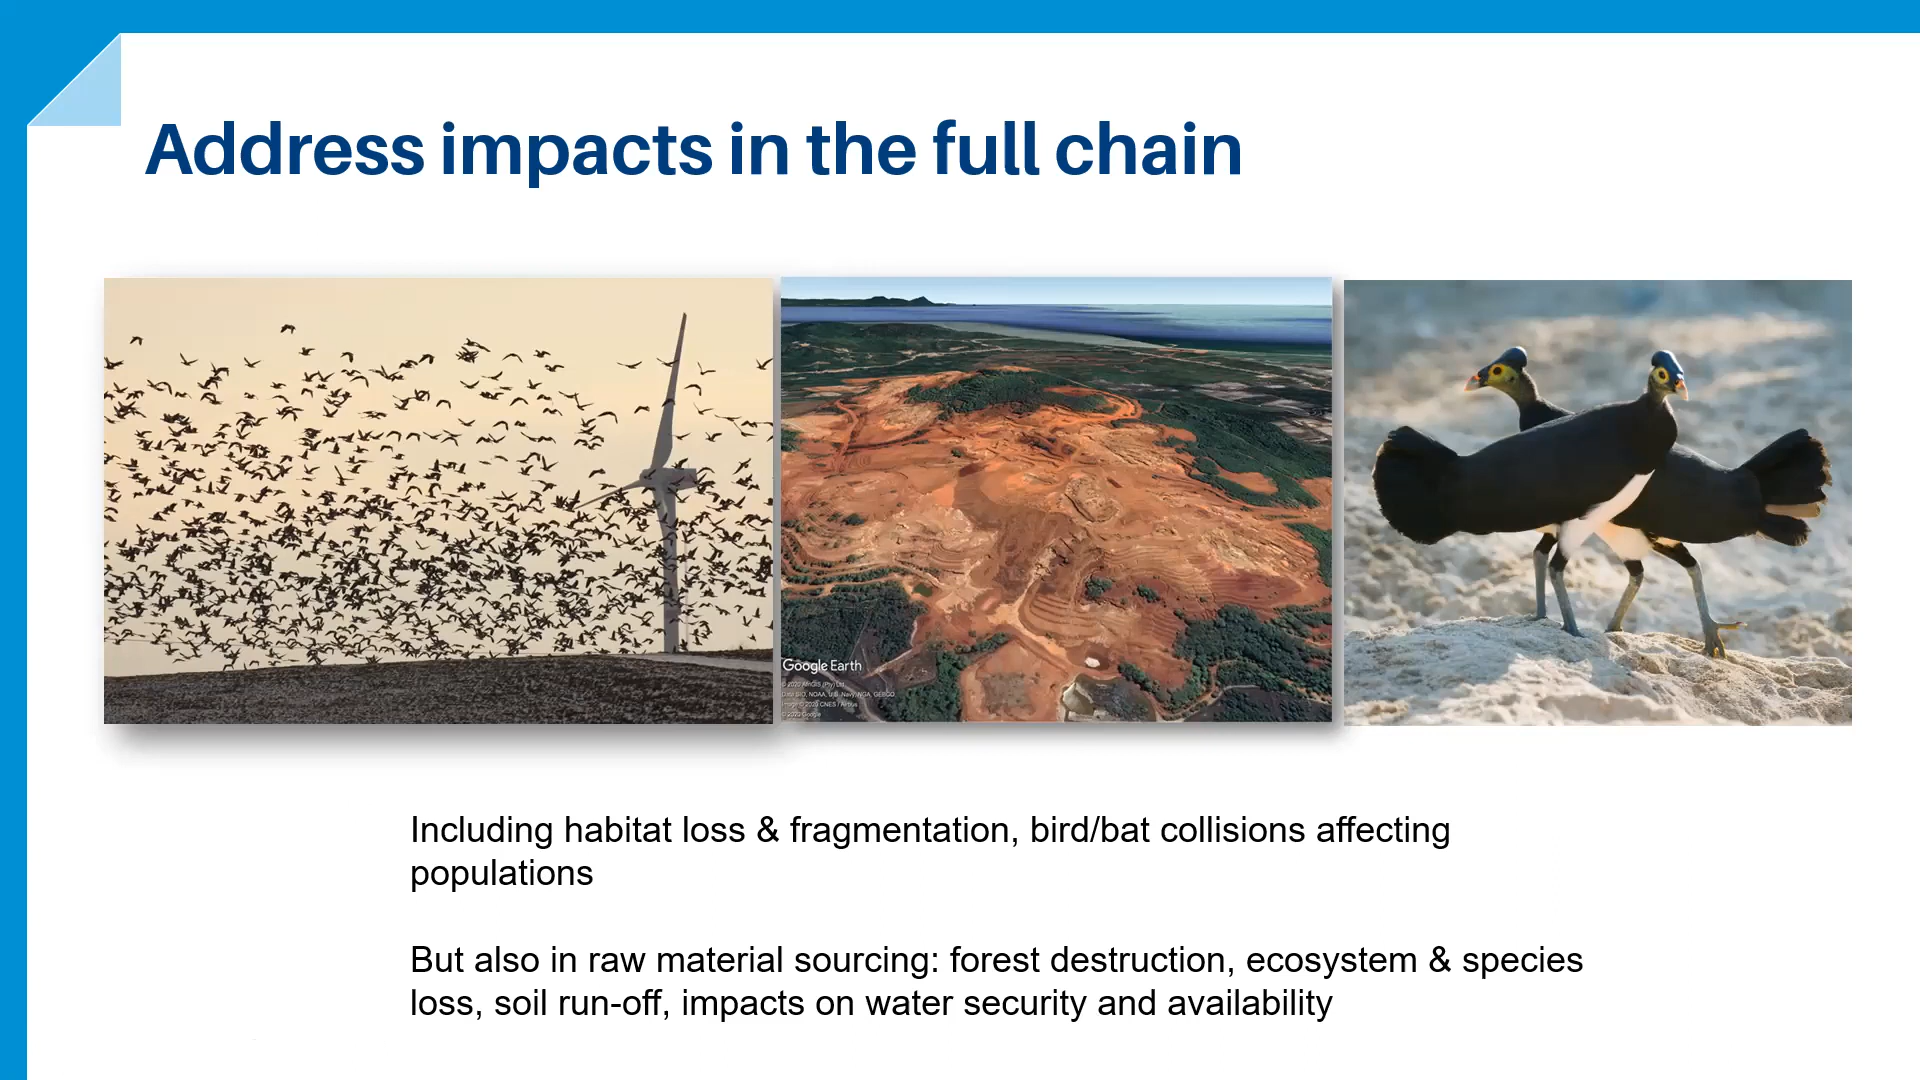 Address impacts in the full chain
Google Earth
Including habitat loss & fragmentation, bird/bat collisions affecting
populations
But also in raw material sourcing: forest destruction, ecosystem & species
loss, soil run-off, impacts on water security and availability